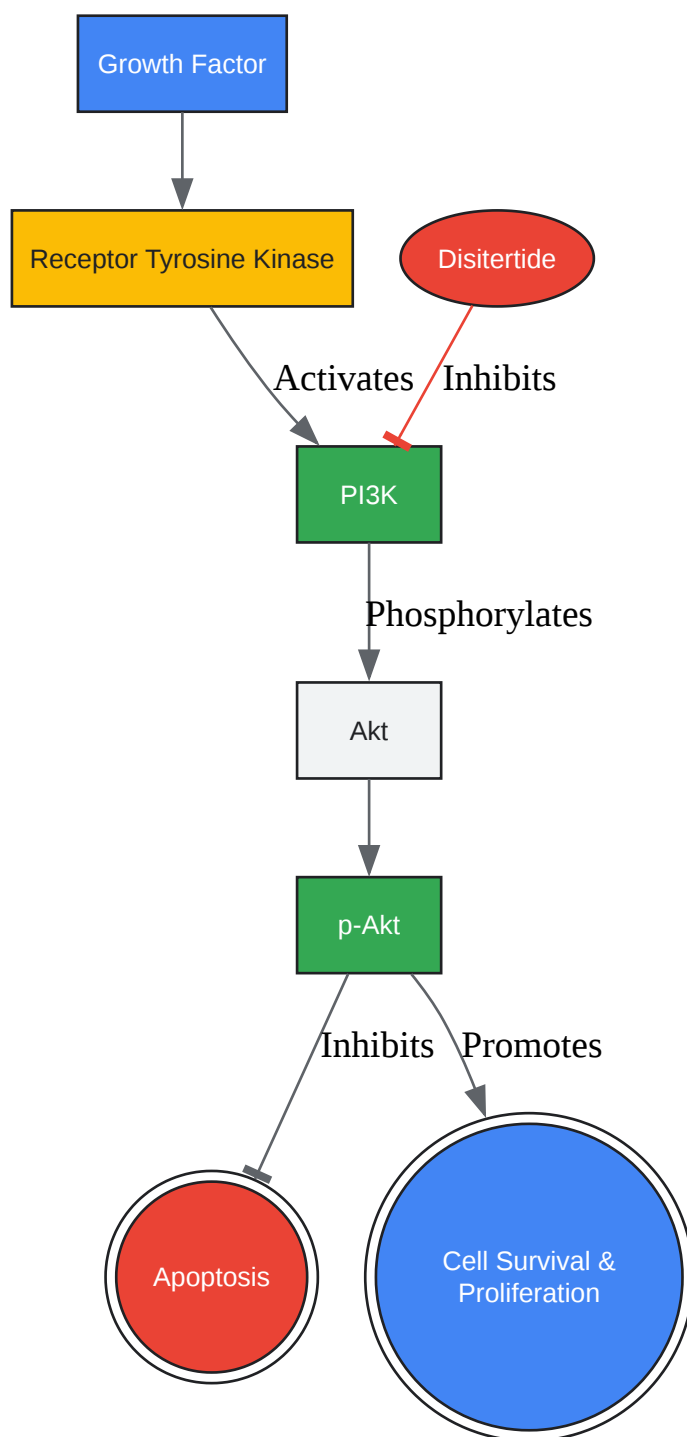 Growth Factor
Receptor Tyrosine Kinase
Disitertide
Activates
Inhibits
PI3K
Phosphorylates
Akt
p-Akt
Inhibits
Promotes
Apoptosis
Cell Survival &
Proliferation